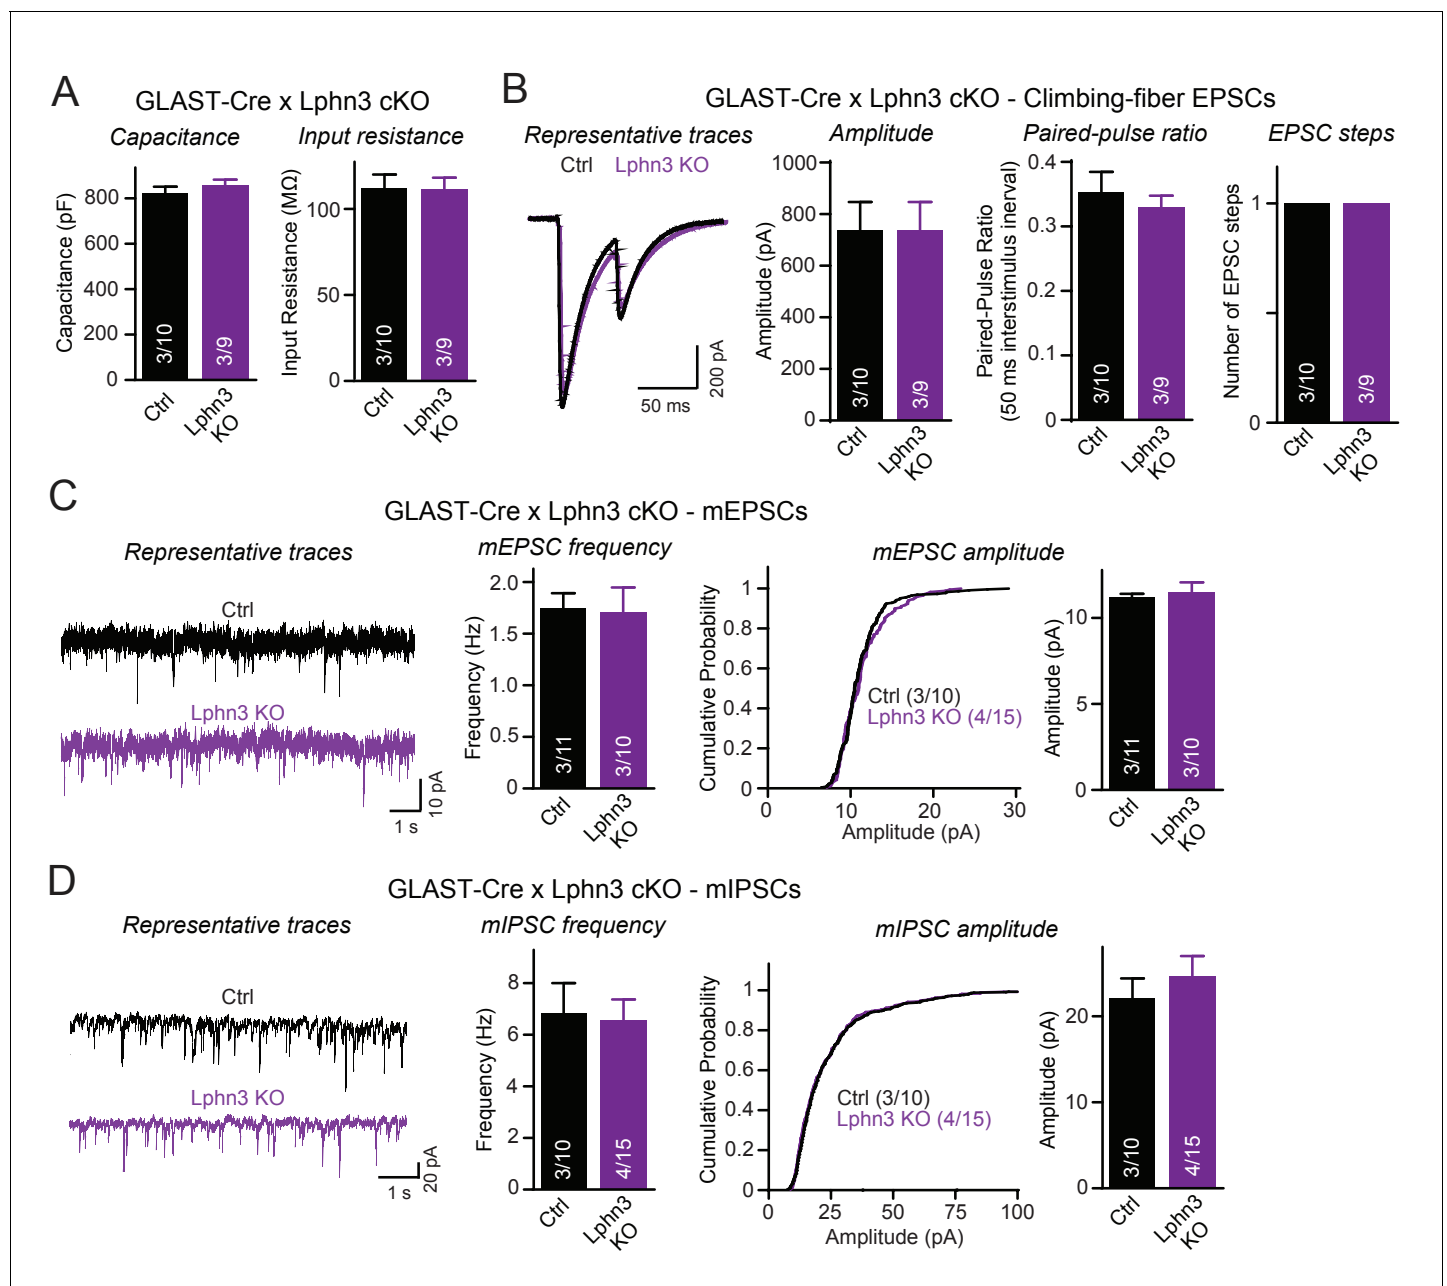 A
GLAST-Cre x Lphn3 cKO
Capacitance
Capacitance (pF)
800
600
400
200
0
3/10
3/9
Ctrl
Lphn3
KO
Input resistance
Input Resistance (MΩ)
100
50
0
3/10
3/9
Ctrl
Lphn3
KO
B
GLAST-Cre x Lphn3 cKO - Climbing-fiber EPSCs
Representative traces
Ctrl
Lphn3 KO
50 ms
200 pA
Amplitude
Amplitude (pA)
1000
800
600
400
200
0
3/10
3/9
Ctrl
Lphn3
KO
Paired-pulse ratio
Paired-Pulse Ratio
(50 ms interstimulus inerval)
0.4
0.3
0.2
0.1
0
3/10
3/9
Ctrl
Lphn3
KO
EPSC steps
Number of EPSC steps
1
0
3/10
3/9
Ctrl
Lphn3
KO
C
GLAST-Cre x Lphn3 cKO - mEPSCs
Representative traces
Ctrl
Lphn3 KO
1 s
10 pA
mEPSC frequency
Frequency (Hz)
2.0
1.5
1.0
0.5
0
3/11
3/10
Ctrl
Lphn3
KO
mEPSC amplitude
Cumulative Probability
1
0.8
0.6
0.4
0.2
0
Ctrl (3/10)
Lphn3 KO (4/15)
0
10
20
30
Amplitude (pA)
Amplitude (pA)
10
5
0
3/11
3/10
Ctrl
Lphn3
KO
D
GLAST-Cre x Lphn3 cKO - mIPSCs
Representative traces
Ctrl
Lphn3 KO
1 s
20 pA
mIPSC frequency
Frequency (Hz)
8
6
4
2
0
3/10
4/15
Ctrl
Lphn3
KO
mIPSC amplitude
Cumulative Probability
1
0.8
0.6
0.4
0.2
0
Ctrl (3/10)
Lphn3 KO (4/15)
0
25
50
75
100
Amplitude (pA)
Amplitude (pA)
20
10
0
3/10
4/15
Ctrl
Lphn3
KO